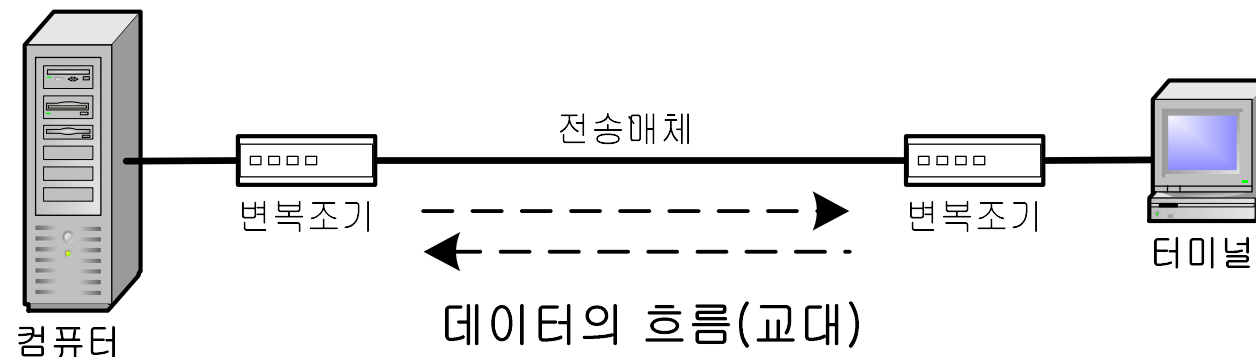 전송매체
변복조기
변복조기
터미널
데이터의 흐름(교대)
컴퓨터